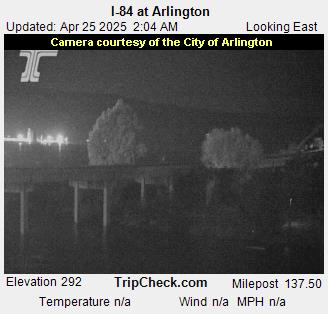 I-84 at Arlington
Updated: Apr 25 2025 2:04 AM Looking East
Camera courtesy of the City of Arlington
Elevation 292 TripCheck.com Milepost 137.50
Temperature n/a Wind n/a MPH n/a